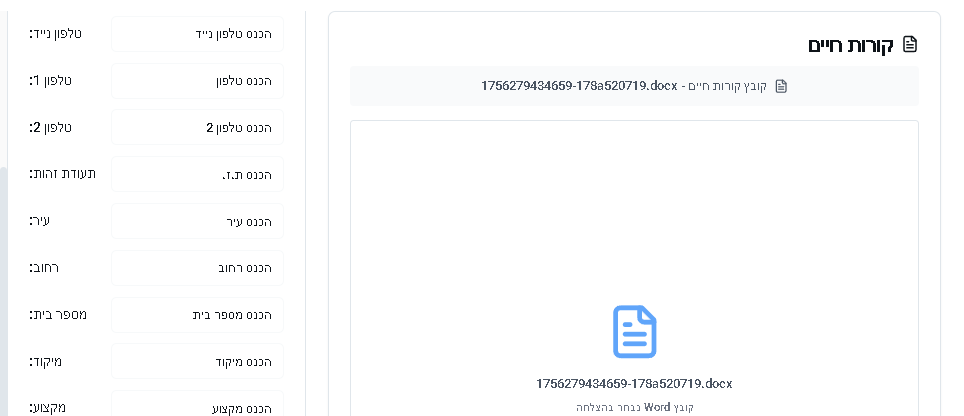 קורות חיים
קובץ קורות חיים - 1756279434659-178a520719.docx
1756279434659-178a520719.docx
קובץ Word נבחר בהצלחה
טלפון נייד: הכנס טלפון נייד
טלפון 1: הכנס טלפון
טלפון 2: הכנס טלפון 2
תעודת זהות: הכנס ת.ז.
עיר: הכנס עיר
רחוב: הכנס רחוב
מספר בית: הכנס מספר בית
מיקוד: הכנס מיקוד
מקצוע: הכנס מקצוע